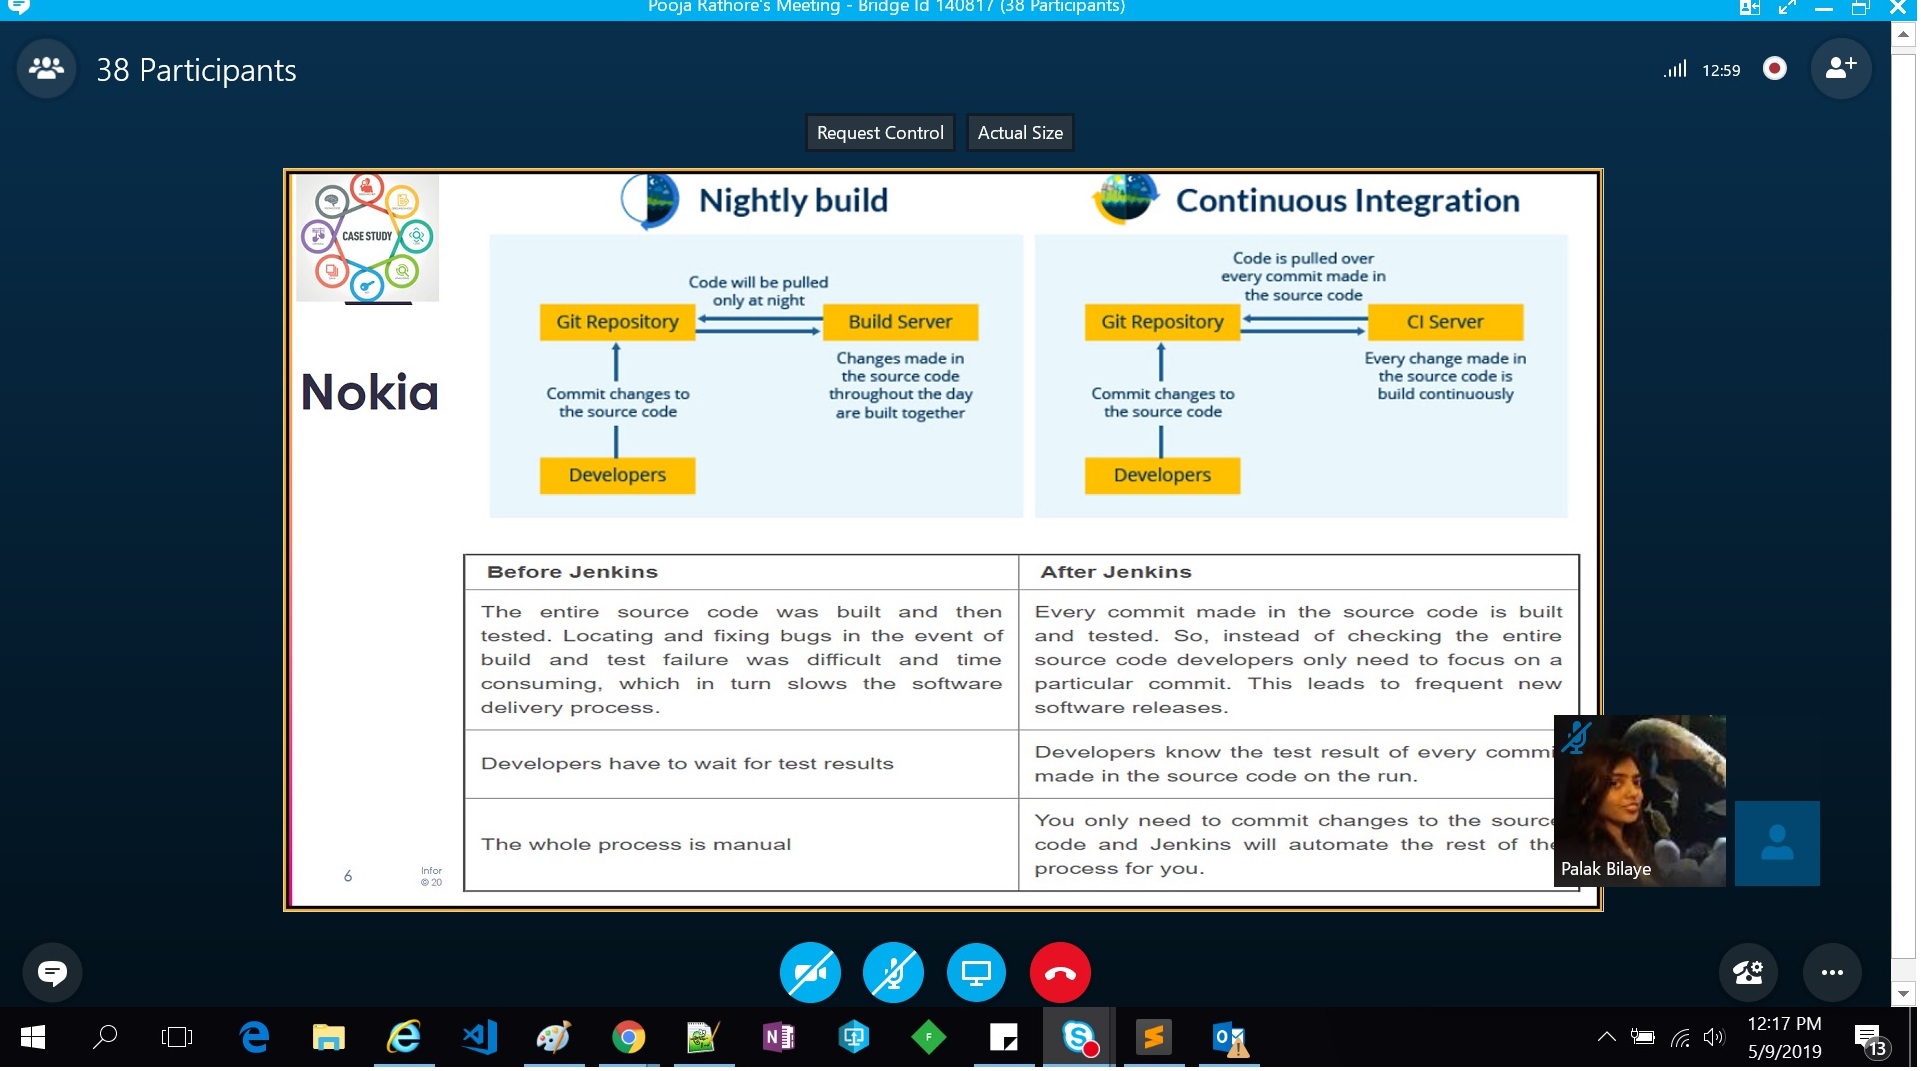 Pooja Rathore's Meeting - Bridge Id 140817 (38 Participants)
38 Participants
12:59
Request Control
Actual Size
CASE STUDY
Nokia
Nightly build
Code will be pulled
only at night
Git Repository
Build Server
Changes made in
the source code
throughout the day
are built together
Commit changes to
the source code
Developers
Continuous Integration
Code is pulled over
every commit made in
the source code
Git Repository
CI Server
Every change made in
the source code is
build continuously
Commit changes to
the source code
Developers
Before Jenkins
After Jenkins
The entire source code was built and then
tested. Locating and fixing bugs in the event of
build and test failure was difficult and time
consuming, which in turn slows the software
delivery process.
Every commit made in the source code is built
and tested. So, instead of checking the entire
source code developers only need to focus on a
particular commit. This leads to frequent new
software releases.
Developers have to wait for test results
Developers know the test result of every commi
made in the source code on the run.
The whole process is manual
You only need to commit changes to the sourc
code and Jenkins will automate the rest of the
process for you.
6
Infor
© 20
Palak Bilaye
12:17 PM
5/9/2019
13